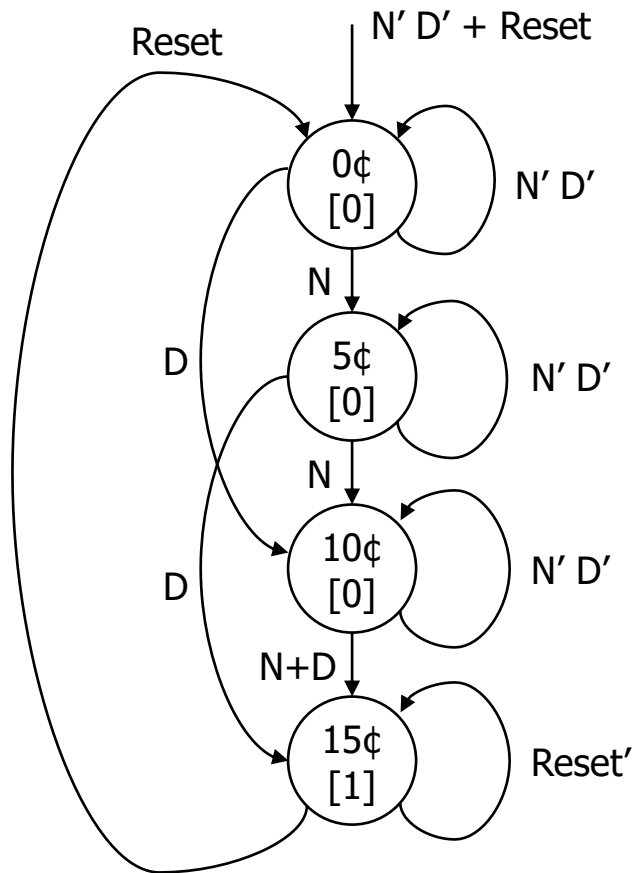 Reset
N’ D’ + Reset
0¢
[0]
N’ D’
N
D
5¢
[0]
N’ D’
N
D
10¢
[0]
N’ D’
N+D
15¢
[1]
Reset’